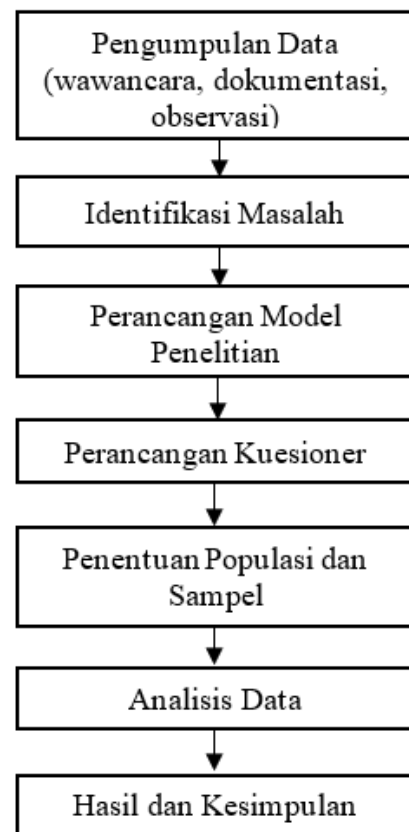 Pengumpulan Data
(wawancara, dokumentasi,
observasi)
Identifikasi Masalah
Perancangan Model
Penelitian
Perancangan Kuesioner
Penentuan Populasi dan
Sampel
Analisis Data
Hasil dan Kesimpulan